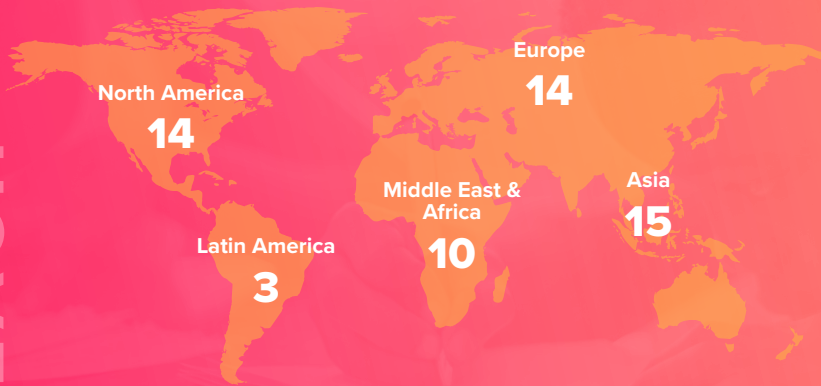 Europe
14
North America
14
Asia
15
Middle East &
Africa
10
Latin America
3